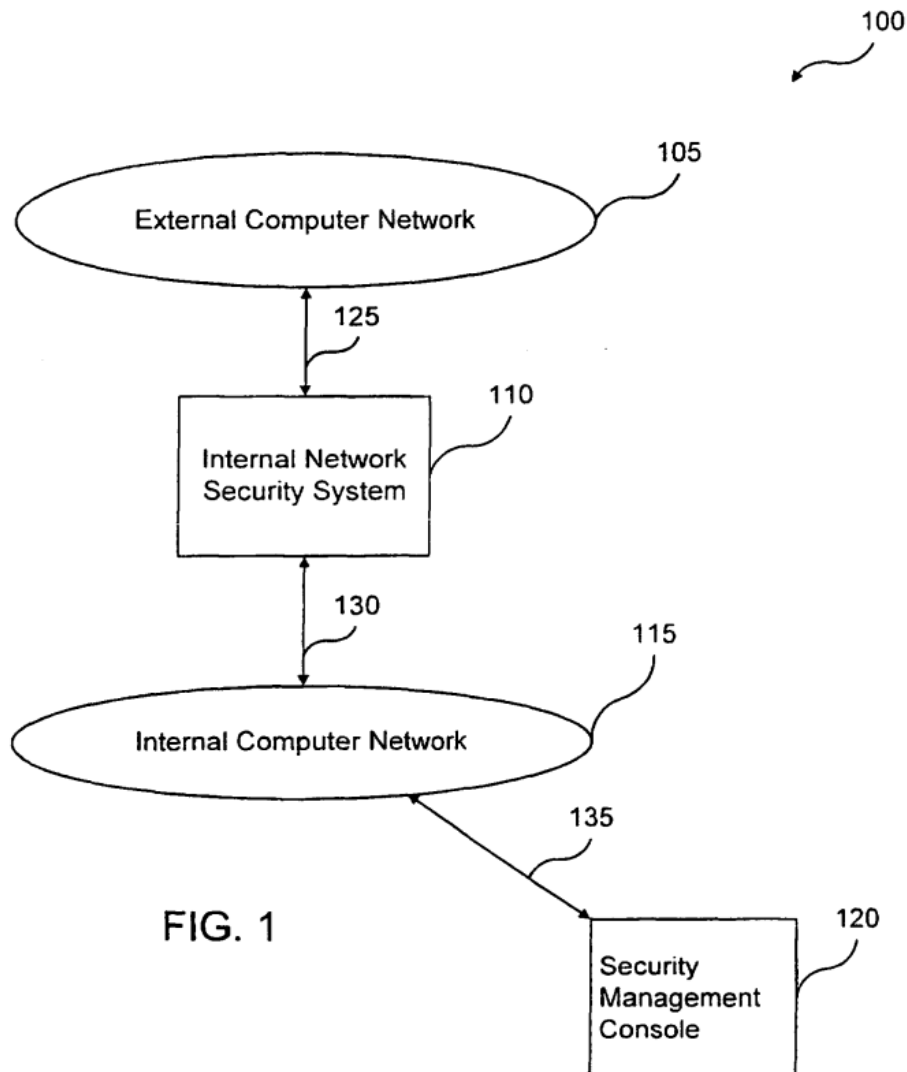 100
105
External Computer Network
125
110
Internal Network
Security System
130
115
Internal Computer Network
135
FIG. 1
120
Security
Management
Console